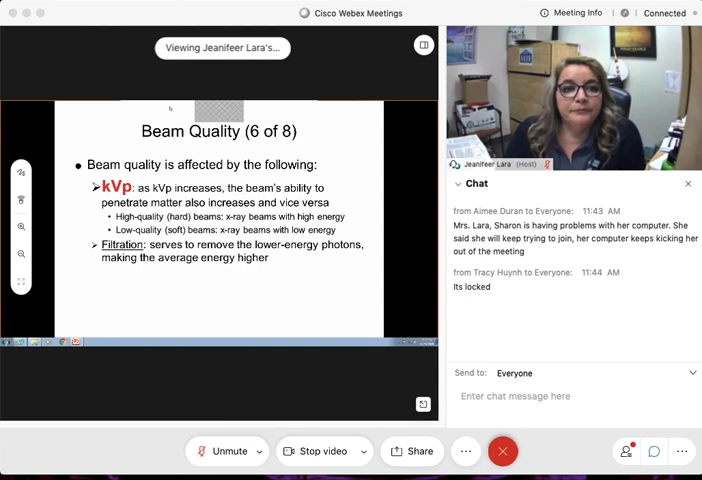 Cisco Webex Meetings
Meeting Info
Connected
Viewing Jeanifeer Lara's...
Beam Quality (6 of 8)
• Beam quality is affected by the following:
➢ kVp: as kVp increases, the beam's ability to
penetrate matter also increases and vice versa
• High-quality (hard) beams: x-ray beams with high energy
• Low-quality (soft) beams: x-ray beams with low energy
➢ Filtration: serves to remove the lower-energy photons,
making the average energy higher
Jeanifeer Lara (Host)
Chat
from Aimee Duran to Everyone: 11:43 AM
Mrs. Lara, Sharon is having problems with her computer. She
said she will keep trying to join, her computer keeps kicking her
out of the meeting
from Tracy Huynh to Everyone: 11:44 AM
Its locked
Send to: Everyone
Enter chat message here
Unmute
Stop video
Share